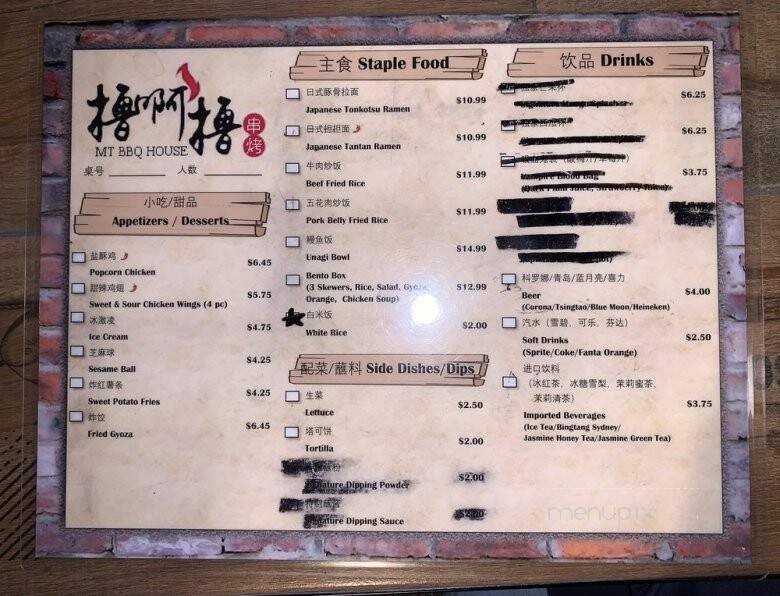 撸啊撸
串烤
MT BBQ HOUSE
桌号 人数
小吃/甜品
Appetizers / Desserts
盐酥鸡
Popcorn Chicken $6.45
甜辣鸡翅
Sweet & Sour Chicken Wings (4 pc) $5.75
冰激凌
Ice Cream $4.75
芝麻球
Sesame Ball $4.25
炸红薯条
Sweet Potato Fries $4.25
炸饺
Fried Gyoza $6.45
主食 Staple Food
日式豚骨拉面
Japanese Tonkotsu Ramen $10.99
日式担担面
Japanese Tantan Ramen $10.99
牛肉炒饭
Beef Fried Rice $11.99
五花肉炒饭
Pork Belly Fried Rice $11.99
鳗鱼饭
Unagi Bowl $14.99
Bento Box
(3 Skewers, Rice, Salad, Gyoza, $12.99
Orange, Chicken Soup)
白米饭
White Rice $2.00
配菜/蘸料 Side Dishes/Dips
生菜
Lettuce $2.50
塔可饼
Tortilla $2.00
Signature Dipping Powder $2.00
Signature Dipping Sauce
饮品 Drinks
$6.25
$6.25
$3.75
Vampire Blood Bag
(Dark Plum Juice, Strawberry Juice)
科罗娜/青岛/蓝月亮/喜力
Beer $4.00
(Corona/Tsingtao/Blue Moon/Heineken)
汽水（雪碧、可乐、芬达）
Soft Drinks $2.50
(Sprite/Coke/Fanta Orange)
进口饮料
（冰红茶、冰糖雪梨、茉莉蜜茶、
茉莉清茶）
Imported Beverages $3.75
(Ice Tea/Bingtang Sydney/
Jasmine Honey Tea/Jasmine Green Tea)
menupix